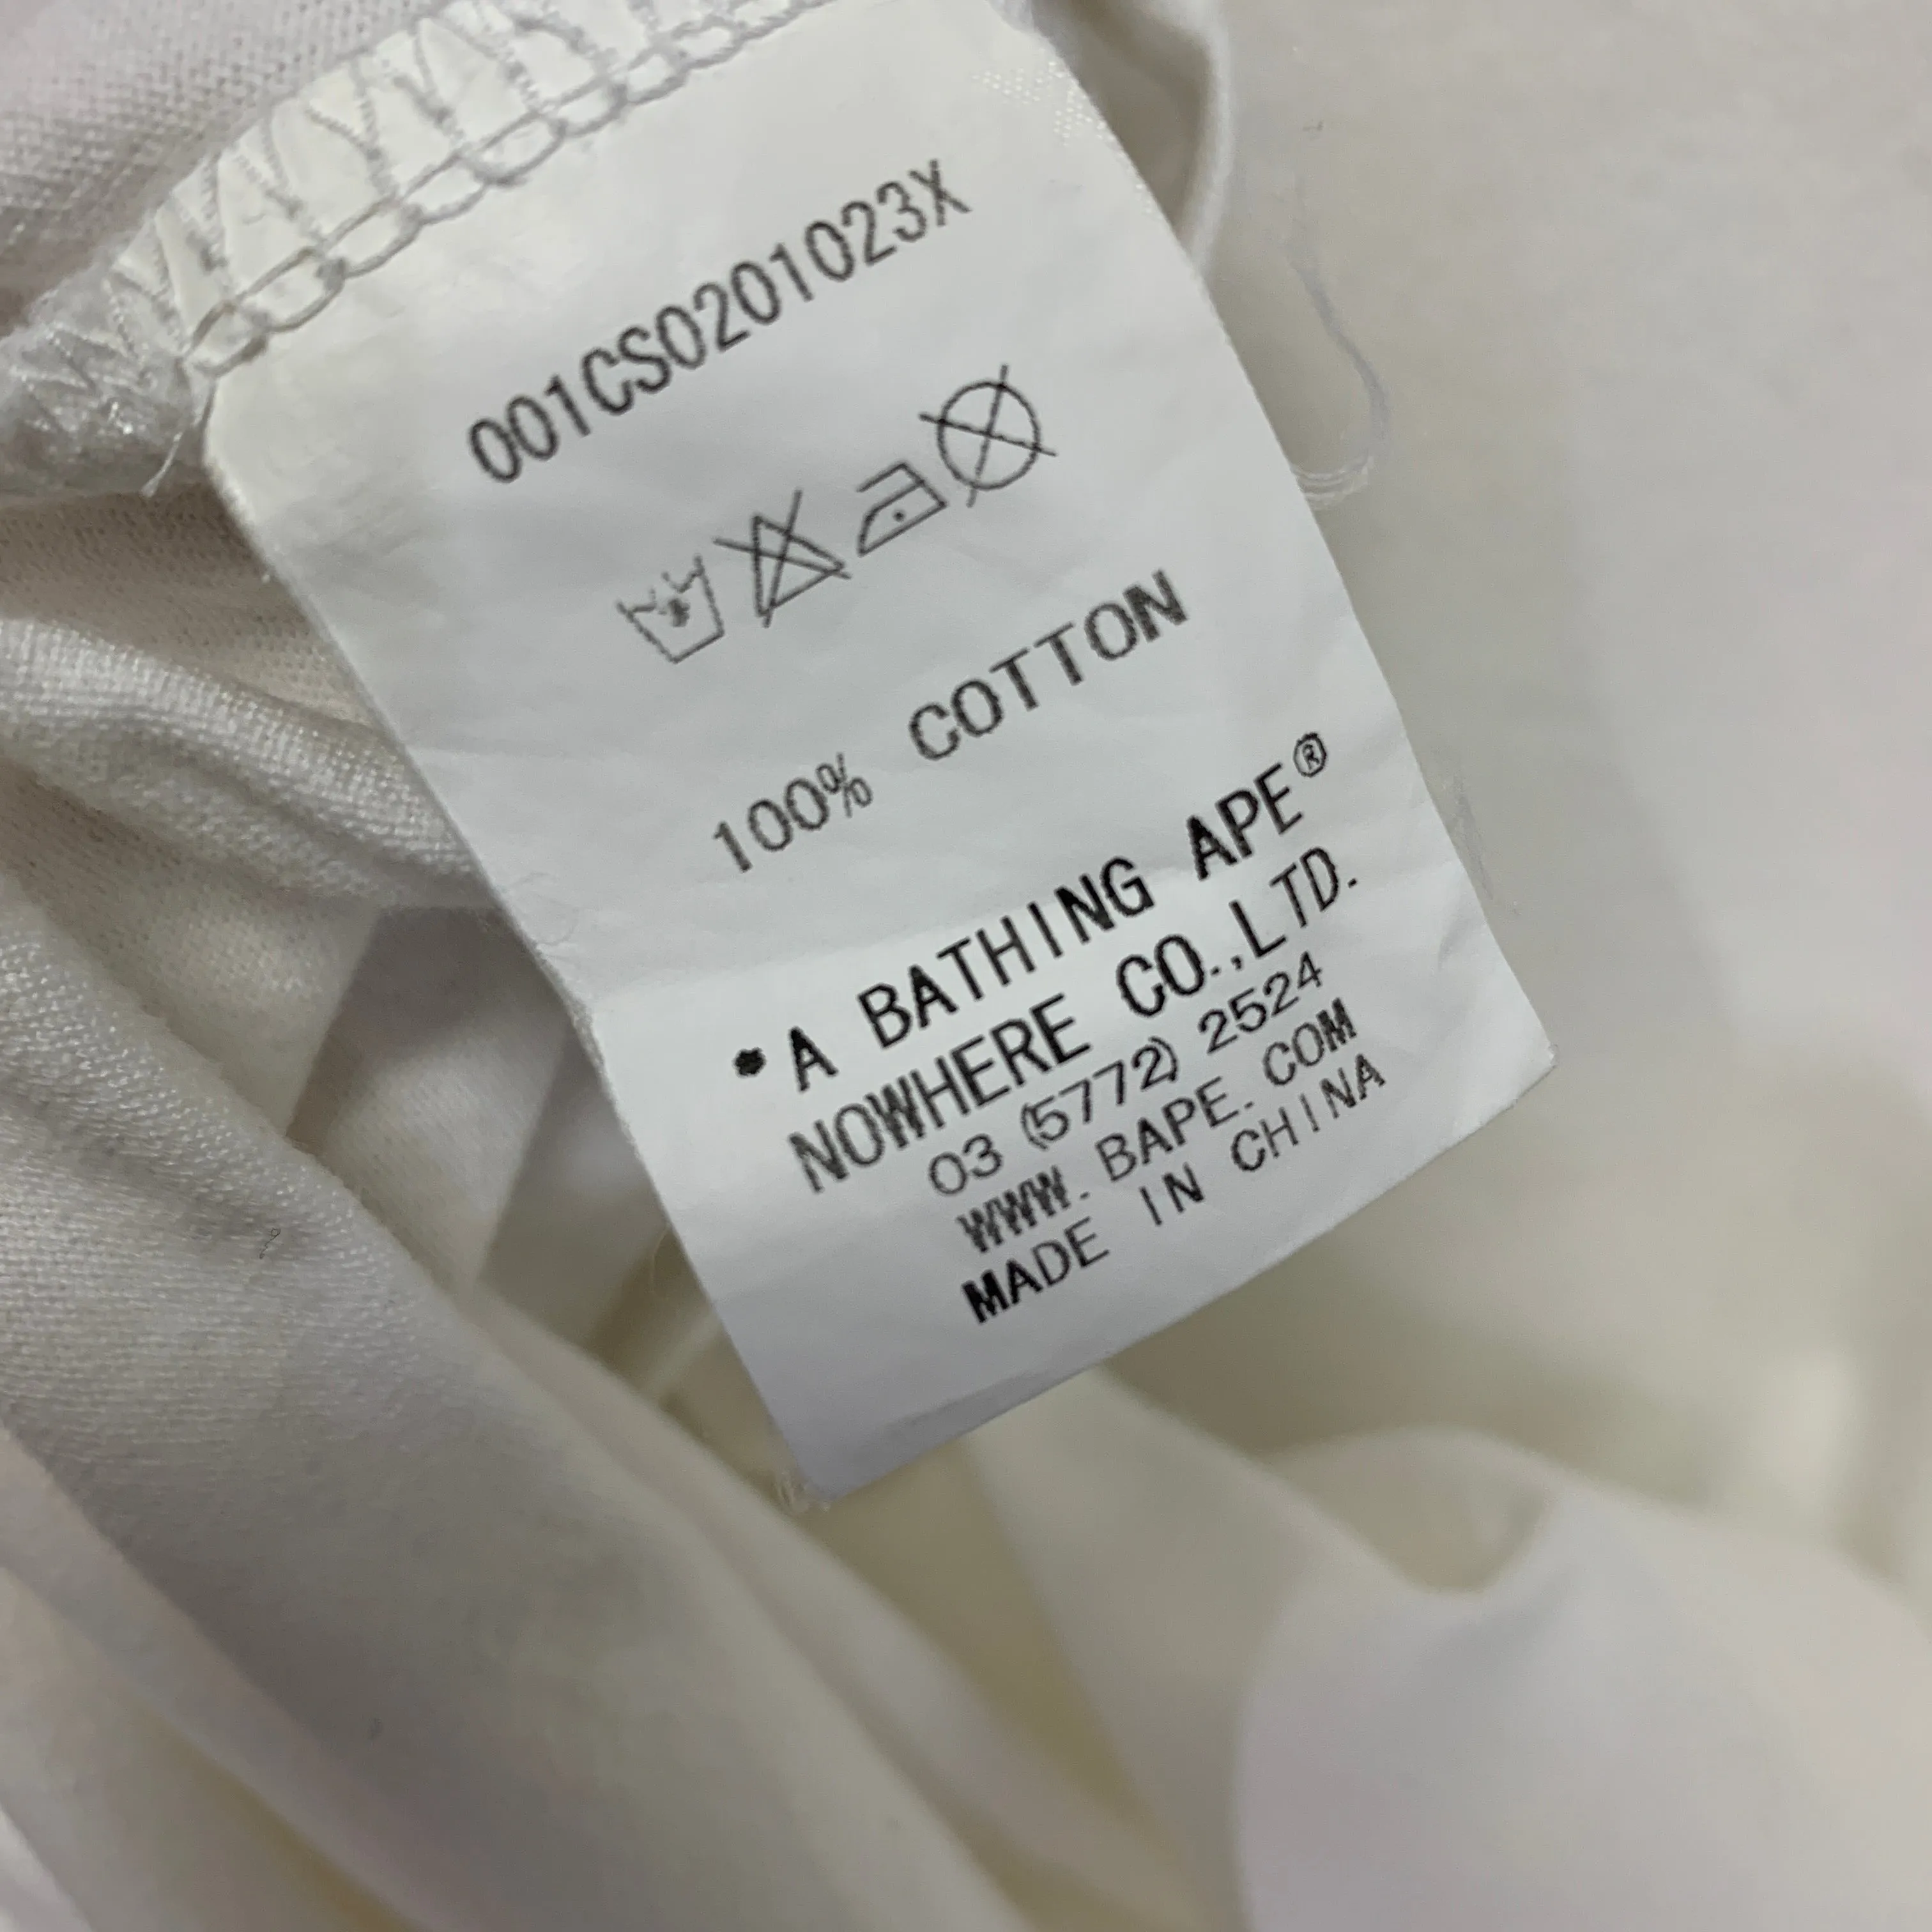 001CS0201023X
100% COTTON
•A BATHING APE®
NOWHERE CO.,LTD.
03 (5772) 2524
WWW. BAPE. COM
MADE IN CHINA